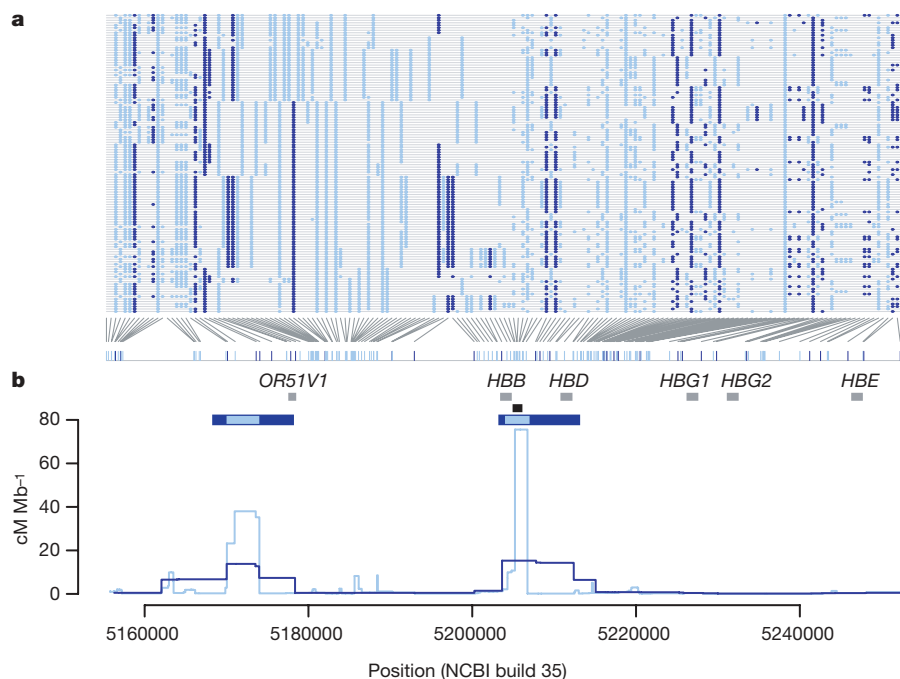 a
b
OR51V1 HBB HBD HBG1 HBG2 HBE
80
60
40
20
0
cM Mb⁻¹
5160000 5180000 5200000 5220000 5240000
Position (NCBI build 35)